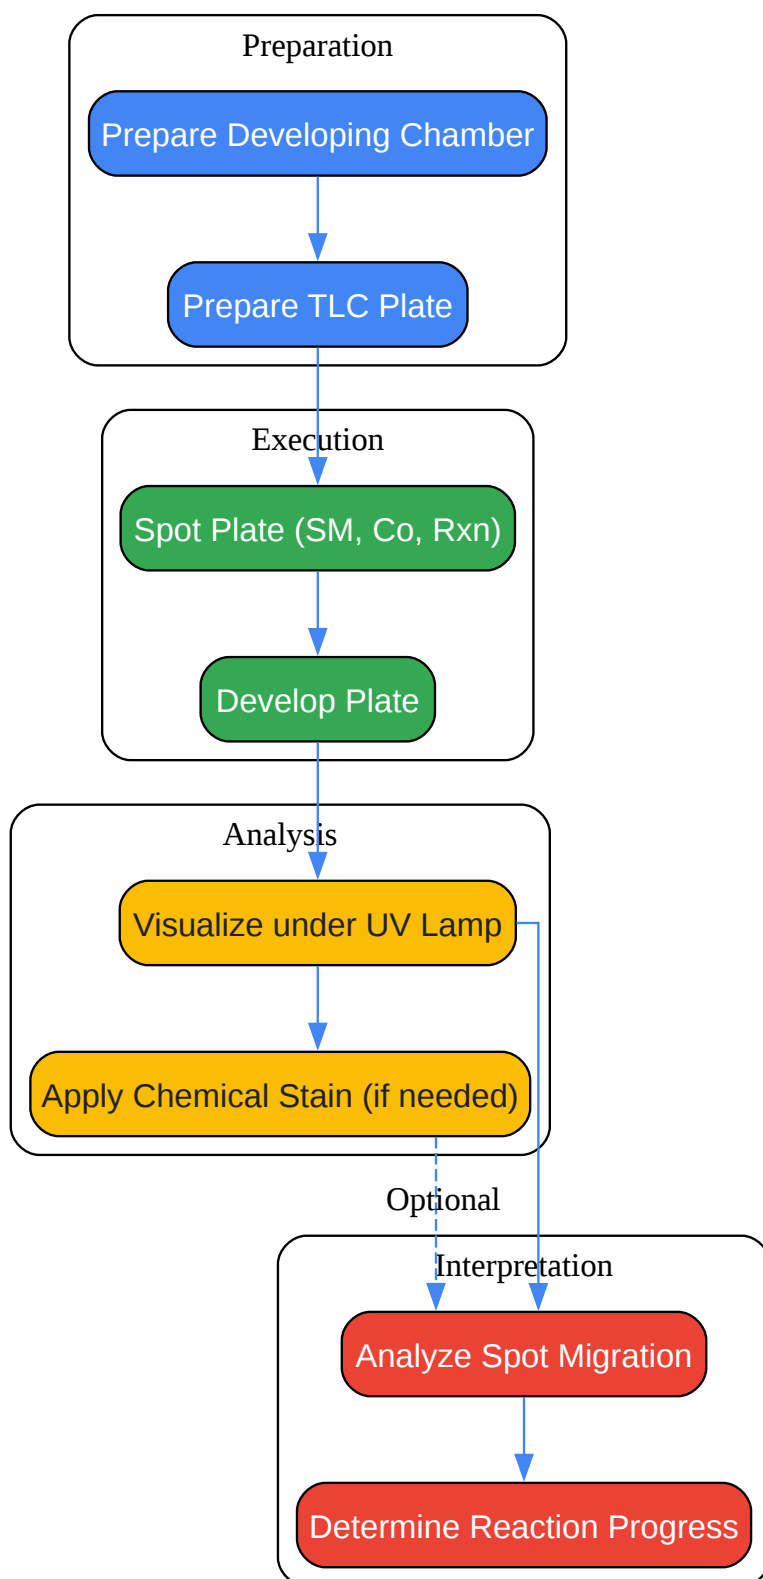 Preparation
Prepare Developing Chamber
Prepare TLC Plate
Execution
Spot Plate (SM, Co, Rxn)
Develop Plate
Analysis
Visualize under UV Lamp
Apply Chemical Stain (if needed)
Optional
Interpretation
Analyze Spot Migration
Determine Reaction Progress